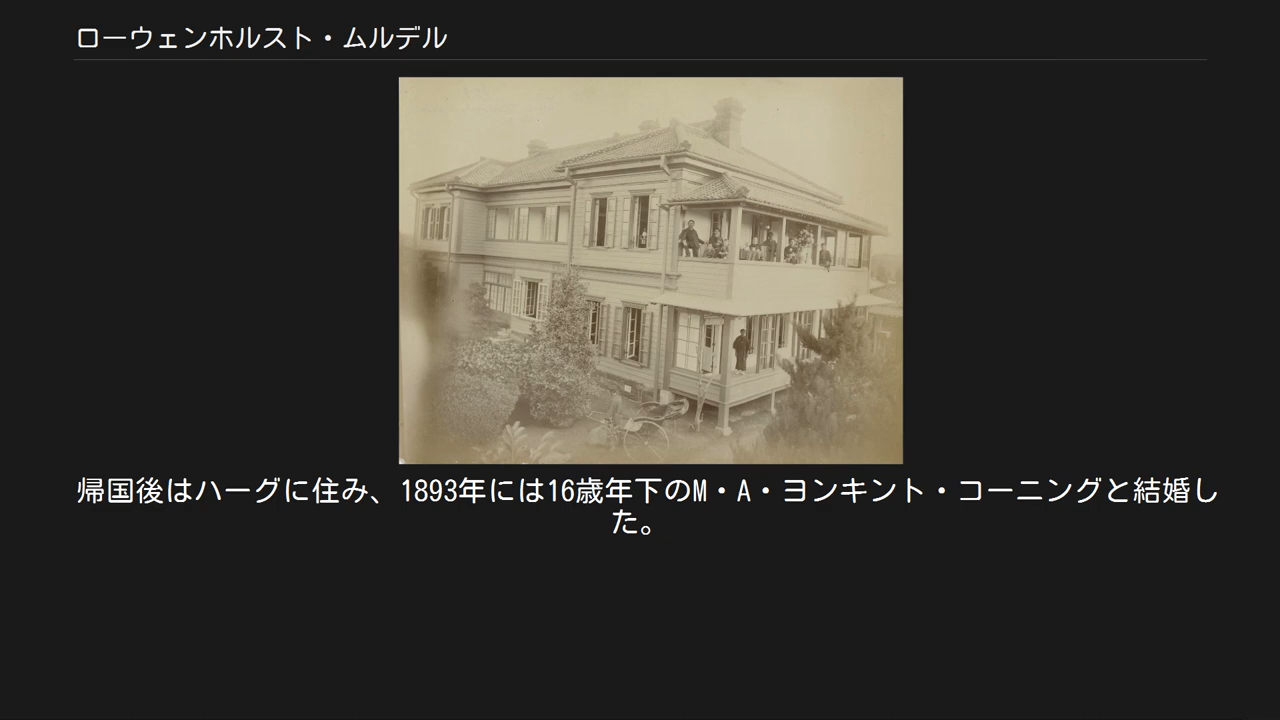 ローウェンホルスト・ムルデル
帰国後はハーグに住み、1893年には16歳年下のM・A・ヨンキント・コーニングと結婚し
た。